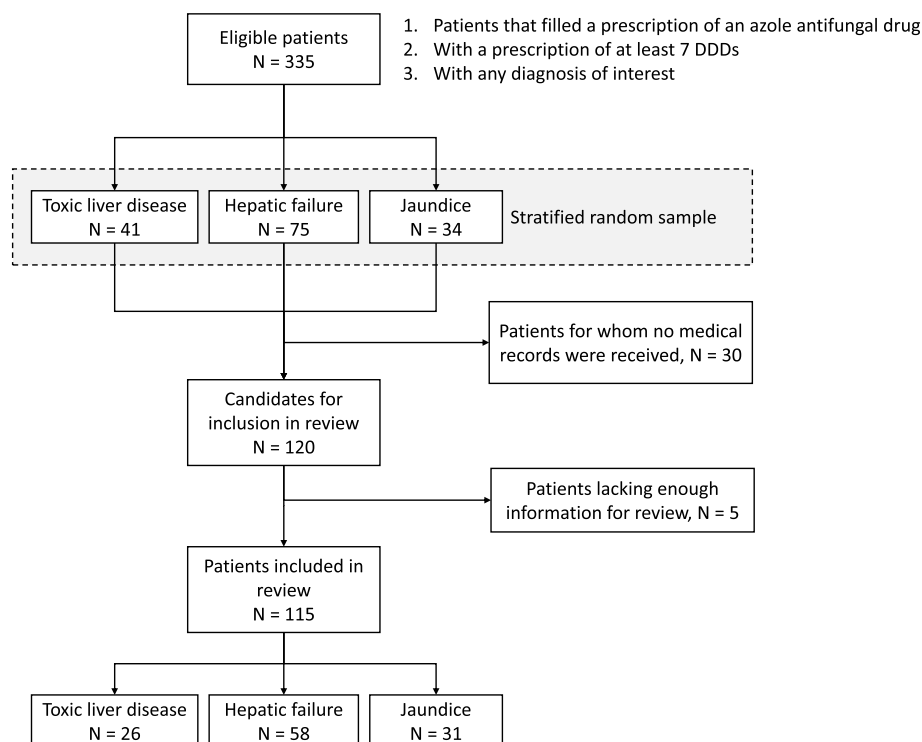 Eligible patients
N = 335
1. Patients that filled a prescription of an azole antifungal drug
2. With a prescription of at least 7 DDDs
3. With any diagnosis of interest
Toxic liver disease
N = 41
Hepatic failure
N = 75
Jaundice
N = 34
Stratified random sample
Patients for whom no medical
records were received, N = 30
Candidates for
inclusion in review
N = 120
Patients lacking enough
information for review, N = 5
Patients included in
review
N = 115
Toxic liver disease
N = 26
Hepatic failure
N = 58
Jaundice
N = 31